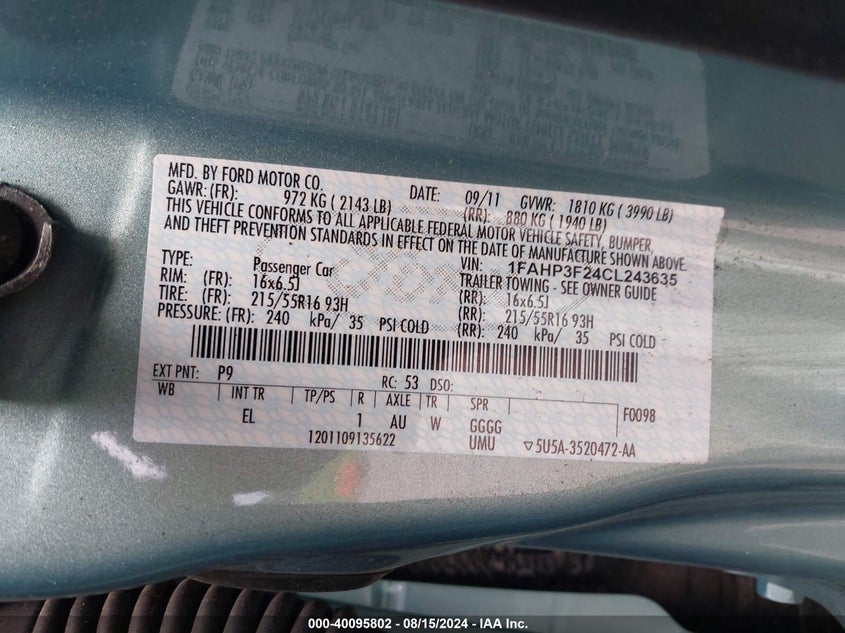 MFD. BY FORD MOTOR CO. DATE: 09/11 GVWR: 1810 KG ( 3990 LB)
GAWR: (FR): 972 KG ( 2143 LB) (RR): 880 KG ( 1940 LB)
THIS VEHICLE CONFORMS TO ALL APPLICABLE FEDERAL MOTOR VEHICLE SAFETY, BUMPER,
AND THEFT PREVENTION STANDARDS IN EFFECT ON THE DATE OF MANUFACTURE SHOWN ABOVE.
VIN: 1FAHP3F24CL243635
TYPE: Passenger Car TRAILER TOWING - SEE OWNER GUIDE
RIM: (FR): 16x6.5J (RR): 16x6.5J
TIRE: (FR): 215/55R16 93H (RR): 215/55R16 93H
PRESSURE: (FR): 240 kPa/ 35 PSI COLD (RR): 240 kPa/ 35 PSI COLD
EXT PNT: P9 RC: 53 DSO:
WB INT TR TP/PS R AXLE TR SPR F0098
EL 1 AU W GGGG
1201109135622 UMU ▽5U5A-3520472-AA
000-40095802 - 08/15/2024 - IAA Inc.